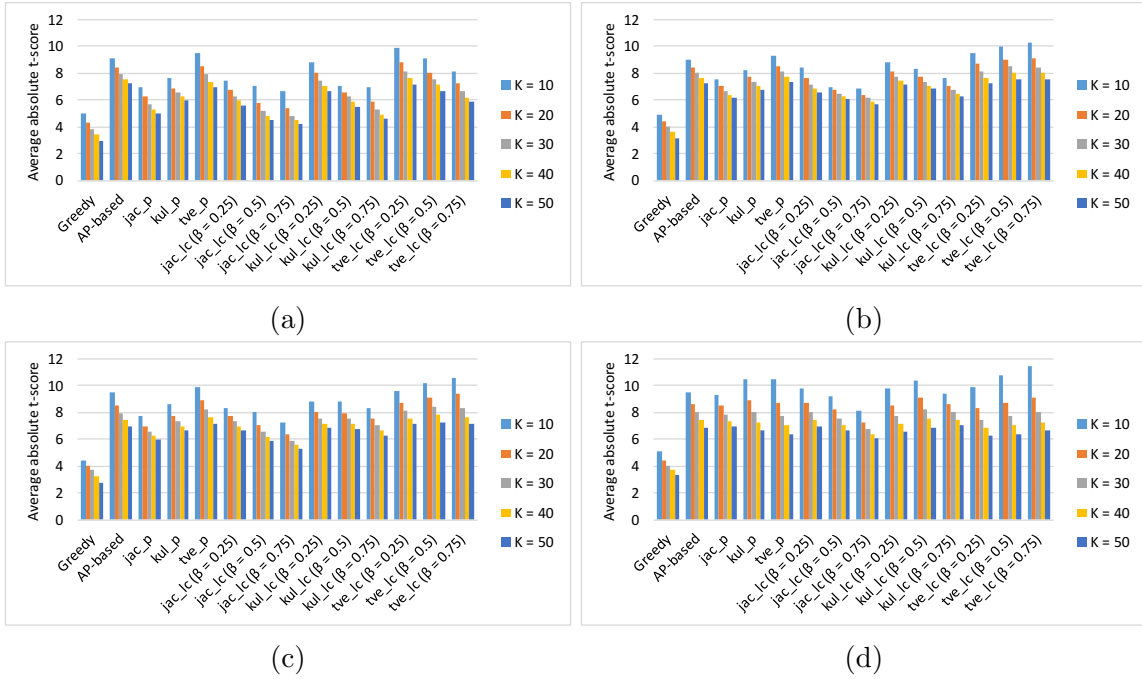 12
10
8
6
4
2
0
Average absolute t-score
Greedy
AP-based
jac_p
kul_p
tve_p
jac_lc (β = 0.25)
jac_lc (β = 0.5)
jac_lc (β = 0.75)
kul_lc (β = 0.25)
kul_lc (β = 0.5)
kul_lc (β = 0.75)
tve_lc (β = 0.25)
tve_lc (β = 0.5)
tve_lc (β = 0.75)
K = 10
K = 20
K = 30
K = 40
K = 50
(a)
12
10
8
6
4
2
0
Average absolute t-score
Greedy
AP-based
jac_p
kul_p
tve_p
jac_lc (β = 0.25)
jac_lc (β = 0.5)
jac_lc (β = 0.75)
kul_lc (β = 0.25)
kul_lc (β = 0.5)
kul_lc (β = 0.75)
tve_lc (β = 0.25)
tve_lc (β = 0.5)
tve_lc (β = 0.75)
K = 10
K = 20
K = 30
K = 40
K = 50
(b)
12
10
8
6
4
2
0
Average absolute t-score
Greedy
AP-based
jac_p
kul_p
tve_p
jac_lc (β = 0.25)
jac_lc (β = 0.5)
jac_lc (β = 0.75)
kul_lc (β = 0.25)
kul_lc (β = 0.5)
kul_lc (β = 0.75)
tve_lc (β = 0.25)
tve_lc (β = 0.5)
tve_lc (β = 0.75)
K = 10
K = 20
K = 30
K = 40
K = 50
(c)
12
10
8
6
4
2
0
Average absolute t-score
Greedy
AP-based
jac_p
kul_p
tve_p
jac_lc (β = 0.25)
jac_lc (β = 0.5)
jac_lc (β = 0.75)
kul_lc (β = 0.25)
kul_lc (β = 0.5)
kul_lc (β = 0.75)
tve_lc (β = 0.25)
tve_lc (β = 0.5)
tve_lc (β = 0.75)
K = 10
K = 20
K = 30
K = 40
K = 50
(d)